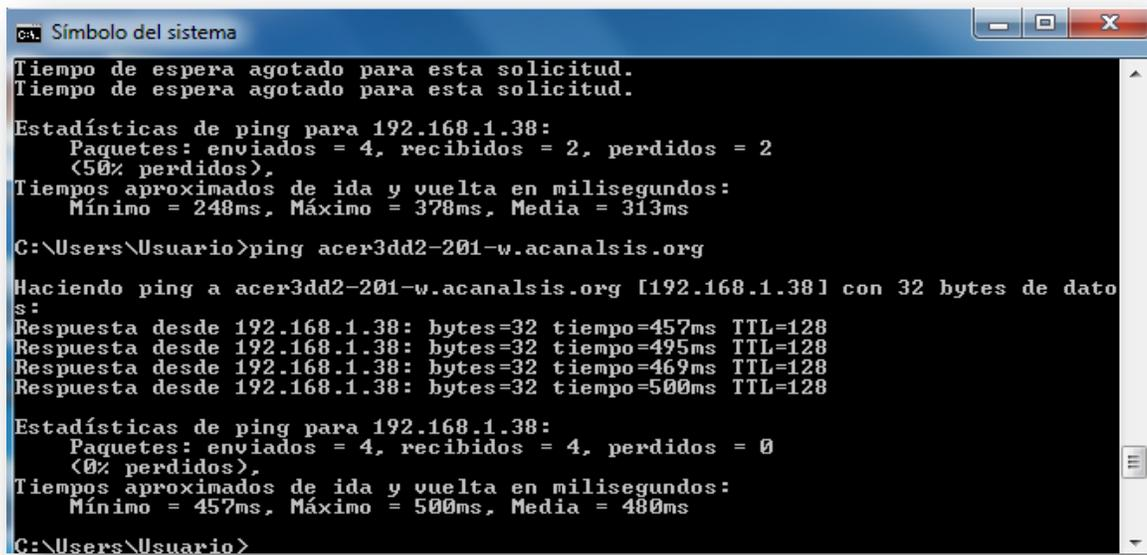 Símbolo del sistema
Tiempo de espera agotado para esta solicitud.
Tiempo de espera agotado para esta solicitud.
Estadísticas de ping para 192.168.1.38:
Paquetes: enviados = 4, recibidos = 2, perdidos = 2
(50% perdidos),
Tiempos aproximados de ida y vuelta en milisegundos:
Mínimo = 248ms, Máximo = 378ms, Media = 313ms
C:\Users\Usuario>ping acer3dd2-201-w.acanalsis.org
Haciendo ping a acer3dd2-201-w.acanalsis.org [192.168.1.38] con 32 bytes de dato
s:
Respuesta desde 192.168.1.38: bytes=32 tiempo=457ms TTL=128
Respuesta desde 192.168.1.38: bytes=32 tiempo=495ms TTL=128
Respuesta desde 192.168.1.38: bytes=32 tiempo=469ms TTL=128
Respuesta desde 192.168.1.38: bytes=32 tiempo=500ms TTL=128
Estadísticas de ping para 192.168.1.38:
Paquetes: enviados = 4, recibidos = 4, perdidos = 0
(0% perdidos),
Tiempos aproximados de ida y vuelta en milisegundos:
Mínimo = 457ms, Máximo = 500ms, Media = 480ms
C:\Users\Usuario>